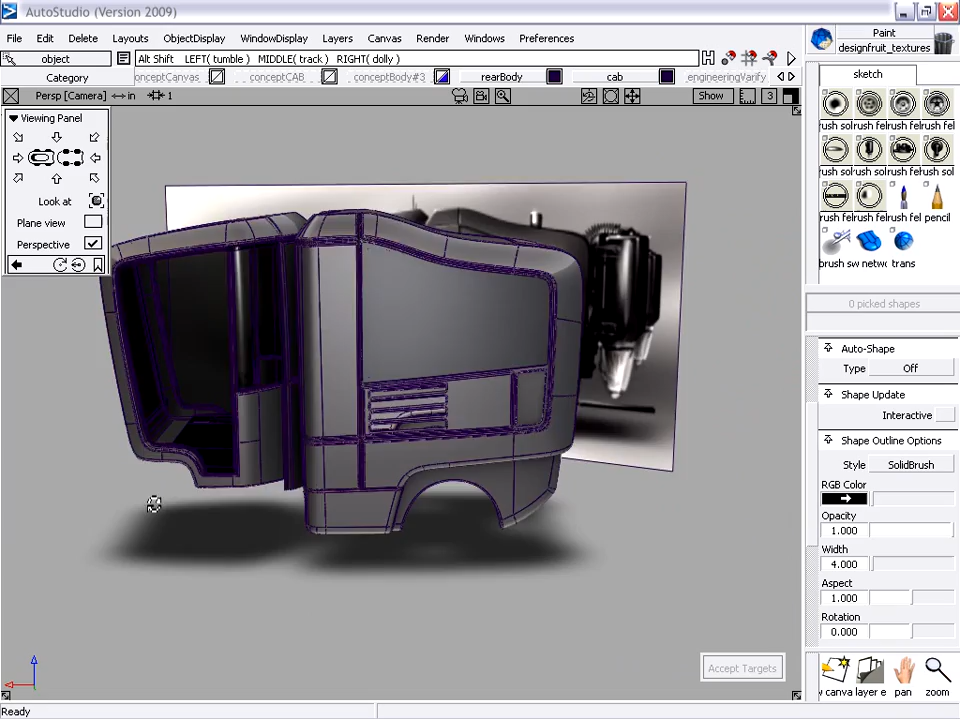 AutoStudio (Version 2009)
File Edit Delete Layouts ObjectDisplay WindowDisplay Layers Canvas Render Windows Preferences
object Alt Shift LEFT( tumble ) MIDDLE( track ) RIGHT( dolly )
Category conceptCanvas conceptCAB conceptBody#3 rearBody cab engineeringVerify
Persp [Camera] in 1 Show 3
Viewing Panel
Look at
Plane view
Perspective
Accept Targets
Ready
Paint
designfruit_textures
sketch
rush sol rush fel rush fel rush fel
rush sol rush fel rush fel rush sol
rush fel rush sol rush fel pencil
brush sw netwo trans
0 picked shapes
Auto-Shape
Type Off
Shape Update
Interactive
Shape Outline Options
Style SolidBrush
RGB Color
Opacity
1.000
Width
4.000
Aspect
1.000
Rotation
0.000
canva layer e pan zoom